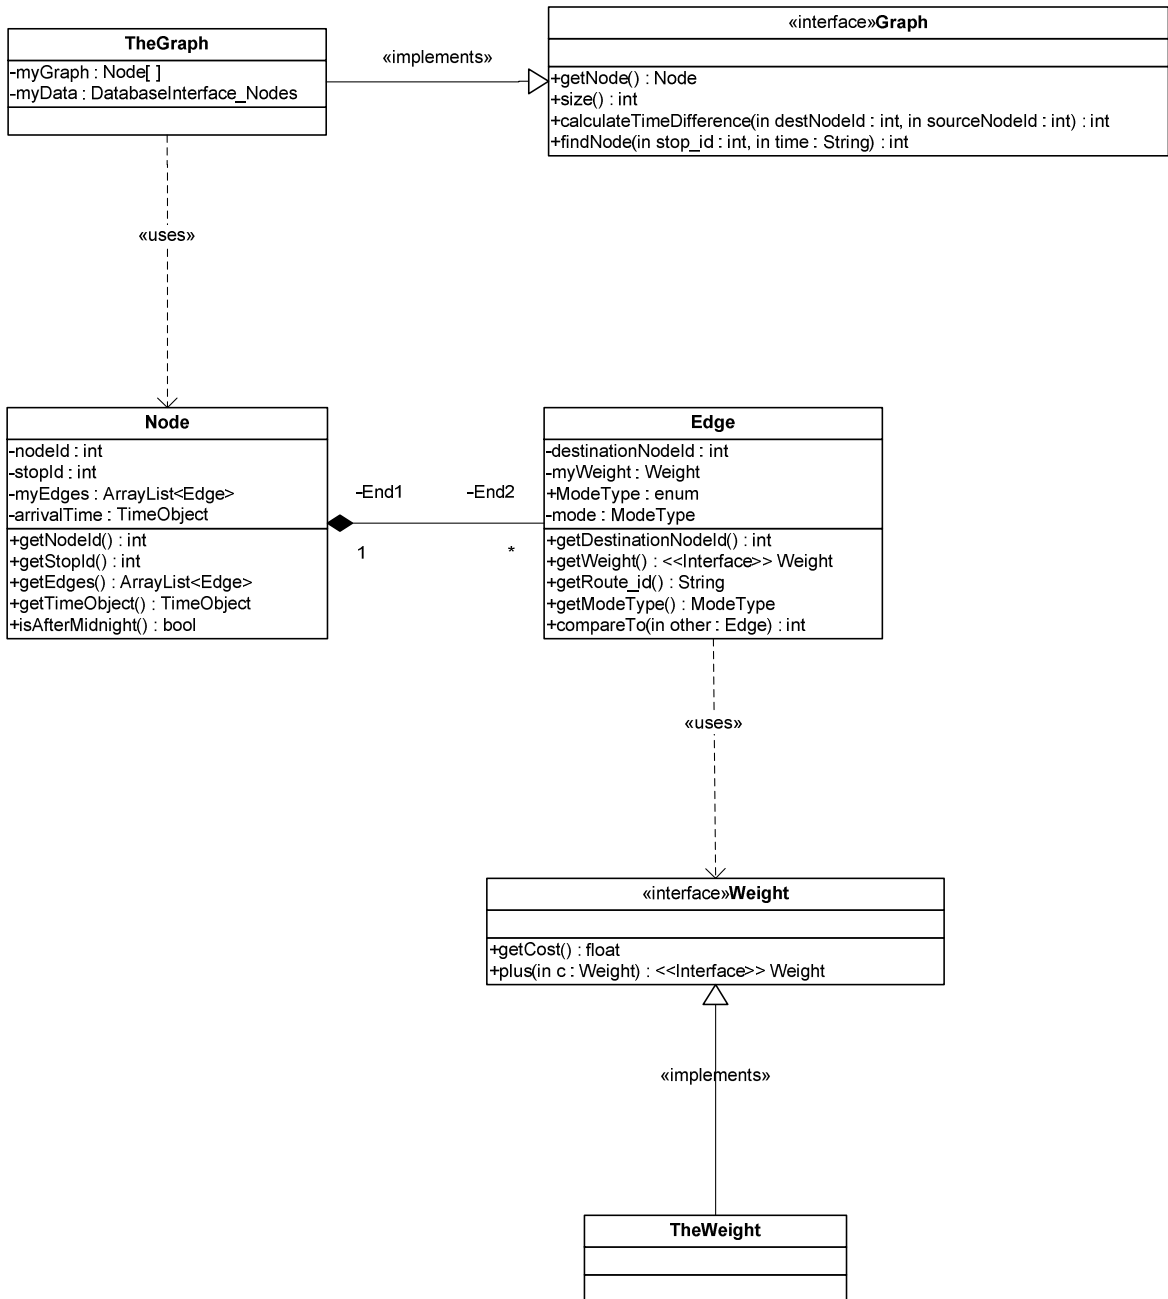 TheGraph
-myGraph : Node[ ]
-myData : DatabaseInterface_Nodes
«implements»
«interface»Graph
+getNode() : Node
+size() : int
+calculateTimeDifference(in destNodeId : int, in sourceNodeId : int) : int
+findNode(in stop_id : int, in time : String) : int
«uses»
Node
-nodeId : int
-stopId : int
-myEdges : ArrayList<Edge>
-arrivalTime : TimeObject
+getNodeId() : int
+getStopId() : int
+getEdges() : ArrayList<Edge>
+getTimeObject() : TimeObject
+isAfterMidnight() : bool
-End1
-End2
1
*
Edge
-destinationNodeId : int
-myWeight : Weight
+ModeType : enum
-mode : ModeType
+getDestinationNodeId() : int
+getWeight() : <<Interface>> Weight
+getRoute_id() : String
+getModeType() : ModeType
+compareTo(in other : Edge) : int
«uses»
«interface»Weight
+getCost() : float
+plus(in c : Weight) : <<Interface>> Weight
«implements»
TheWeight